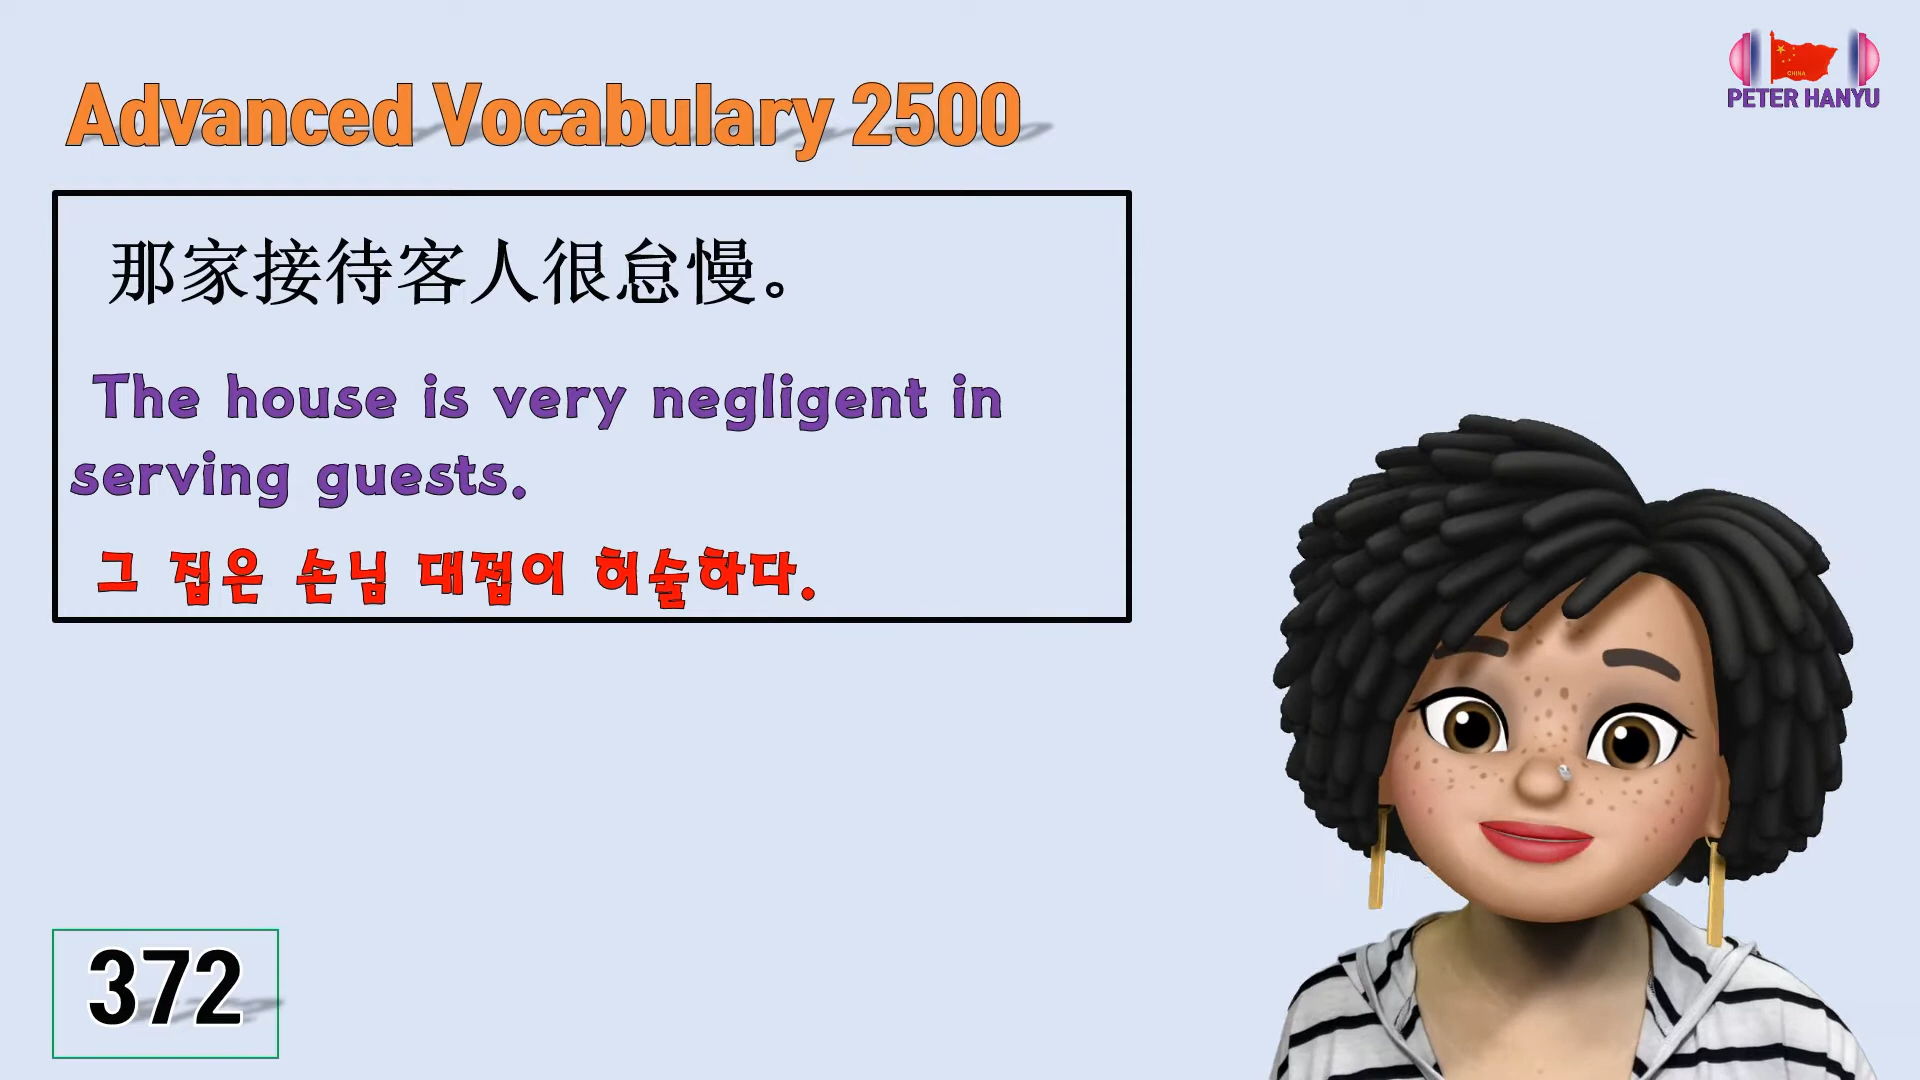 Advanced Vocabulary 2500
CHINA
PETER HANYU
那家接待客人很怠慢。
The house is very negligent in
serving guests.
그 집은 손님 대접이 허술하다.
372